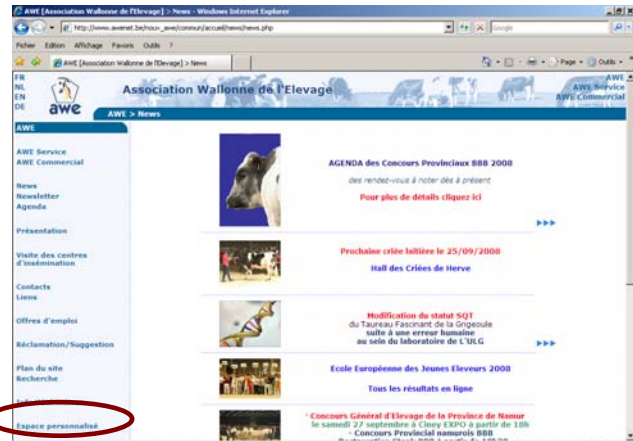 AWE [Association Wallonne de l'Elevage] > News - Windows Internet Explorer
http://www.awenet.be/nouv_awe/commun/accueil/news/news.php
Google
Fichier Edition Affichage Favoris Outils ?
AWE [Association Wallonne de l'Elevage] > News
Page Outils
FR
NL
EN
DE
awe
Association Wallonne de l'Elevage
AWE
AWE Service
AWE Commercial
AWE > News
AWE
AWE Service
AWE Commercial
News
Newsletter
Agenda
Présentation
Visite des centres
d'insémination
Contacts
Liens
Offres d'emploi
Réclamation/Suggestion
Plan du site
Recherche
Espace personnalisé
AGENDA des Concours Provinciaux BBB 2008
des rendez-vous à noter dès à présent
Pour plus de détails cliquez ici
Prochaine criée laitière le 25/09/2008
Hall des Criées de Herve
Modification du statut SQT
du Taureau Fascinant de la Grigeoule
suite à une erreur humaine
au sein du laboratoire de L'ULG
Ecole Européenne des Jeunes Eleveurs 2008
Tous les résultats en ligne
* Concours Général d'Elevage de la Province de Namur
le samedi 27 septembre à Ciney EXPO à partir de 18h
- Concours Provincial namurois BBB